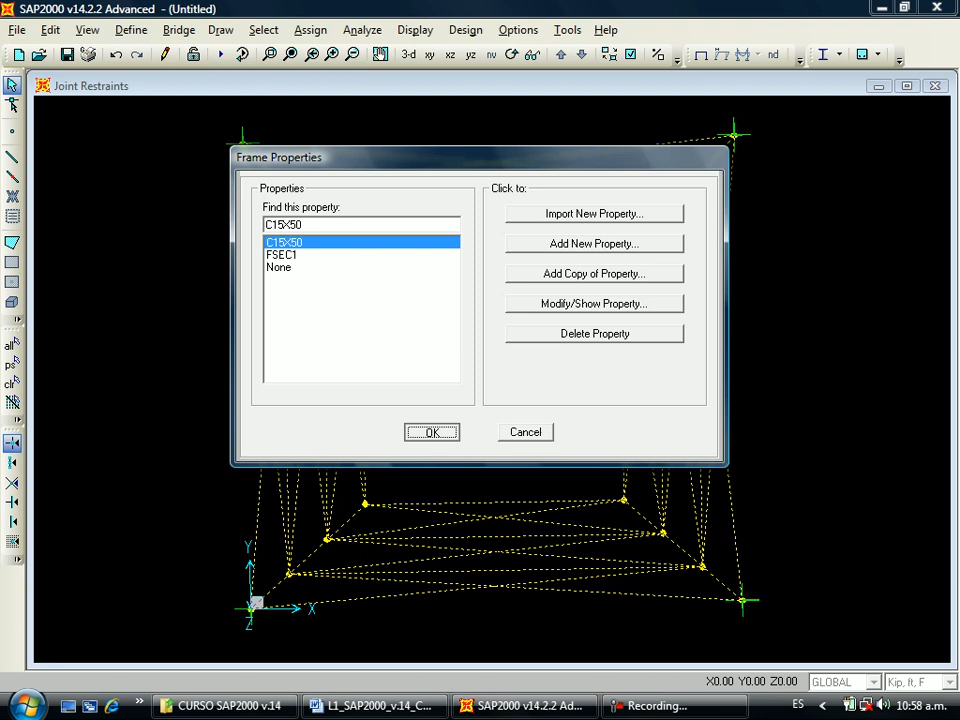 SAP2000 v14.2.2 Advanced - (Untitled)
File Edit View Define Bridge Draw Select Assign Analyze Display Design Options Tools Help
3-d xy xz yz nv nd
Joint Restraints
Frame Properties
Properties
Find this property:
C15X50
C15X50
FSEC1
None
Click to:
Import New Property...
Add New Property...
Add Copy of Property...
Modify/Show Property...
Delete Property
OK
Cancel
all
ps
clr
Y
X
Z
X0.00 Y0.00 Z0.00
GLOBAL
Kip, ft, F
CURSO SAP2000 v.14
L1_SAP2000_v.14_C...
SAP2000 v14.2.2 Ad...
Recording...
ES
10:58 a.m.